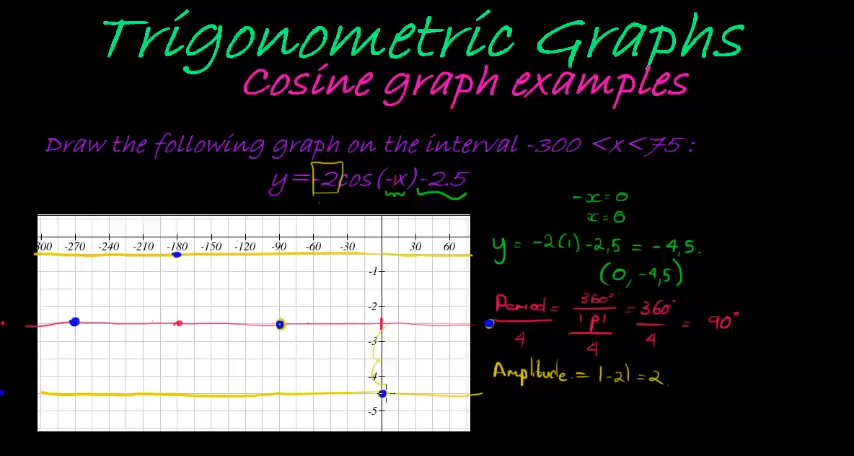 Trigonometric Graphs
Cosine graph examples
Draw the following graph on the interval -300 <x<75 :
y=-2cos(-x)-2.5
-x=0
x=0
y = -2(1)-2,5 = -4,5.
(0, -4,5)
Period/4 = 360°/|P|/4 = 360°/4 = 90°
Amplitude = |-2| = 2.
300 -270 -240 -210 -180 -150 -120 -90 -60 -30 30 60
-1
-2
-3
-4
-5